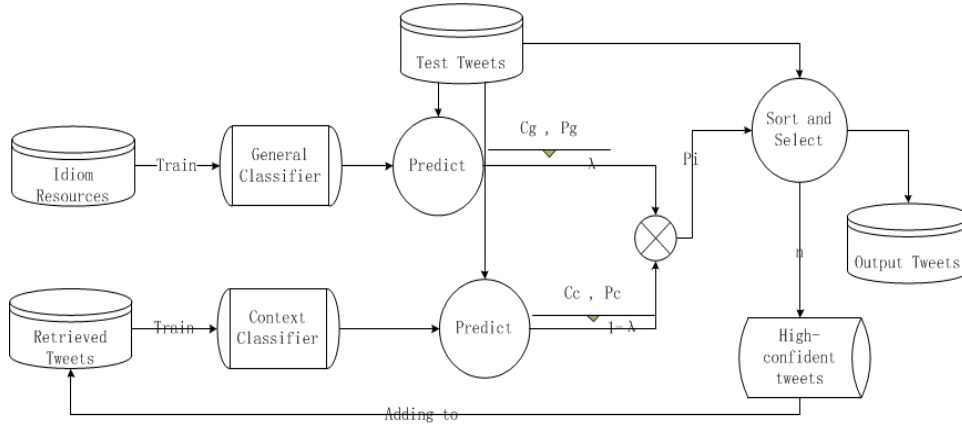 Test Tweets
Idiom
Resources
Train
General
Classifier
Predict
Cg , Pg
λ
Pi
Sort and
Select
Output Tweets
n
Retrieved
Tweets
Train
Context
Classifier
Predict
Cc , Pc
1-λ
High-
confident
tweets
Adding to